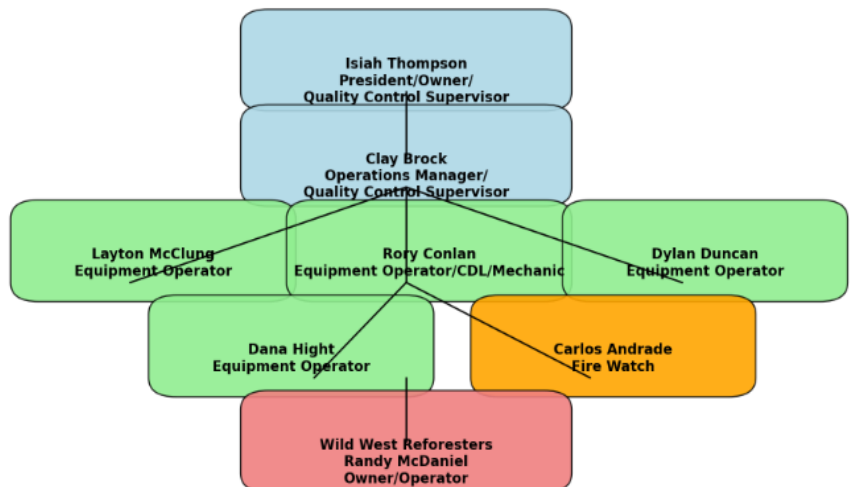 Isiah Thompson
President/Owner/
Quality Control Supervisor
Clay Brock
Operations Manager/
Quality Control Supervisor
Layton McClung
Equipment Operator
Rory Conlan
Equipment Operator/CDL/Mechanic
Dylan Duncan
Equipment Operator
Dana Hight
Equipment Operator
Carlos Andrade
Fire Watch
Wild West Reforesters
Randy McDaniel
Owner/Operator